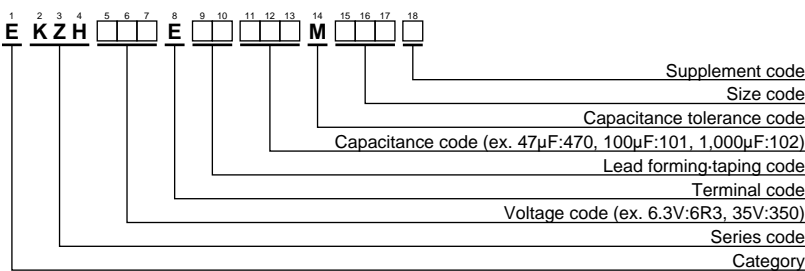 1 2 3 4 5 6 7 8 9 10 11 12 13 14 15 16 17 18
E KZH □□□ E □□ □□□ M □□□ □
Supplement code
Size code
Capacitance tolerance code
Capacitance code (ex. 47µF:470, 100µF:101, 1,000µF:102)
Lead forming·taping code
Terminal code
Voltage code (ex. 6.3V:6R3, 35V:350)
Series code
Category